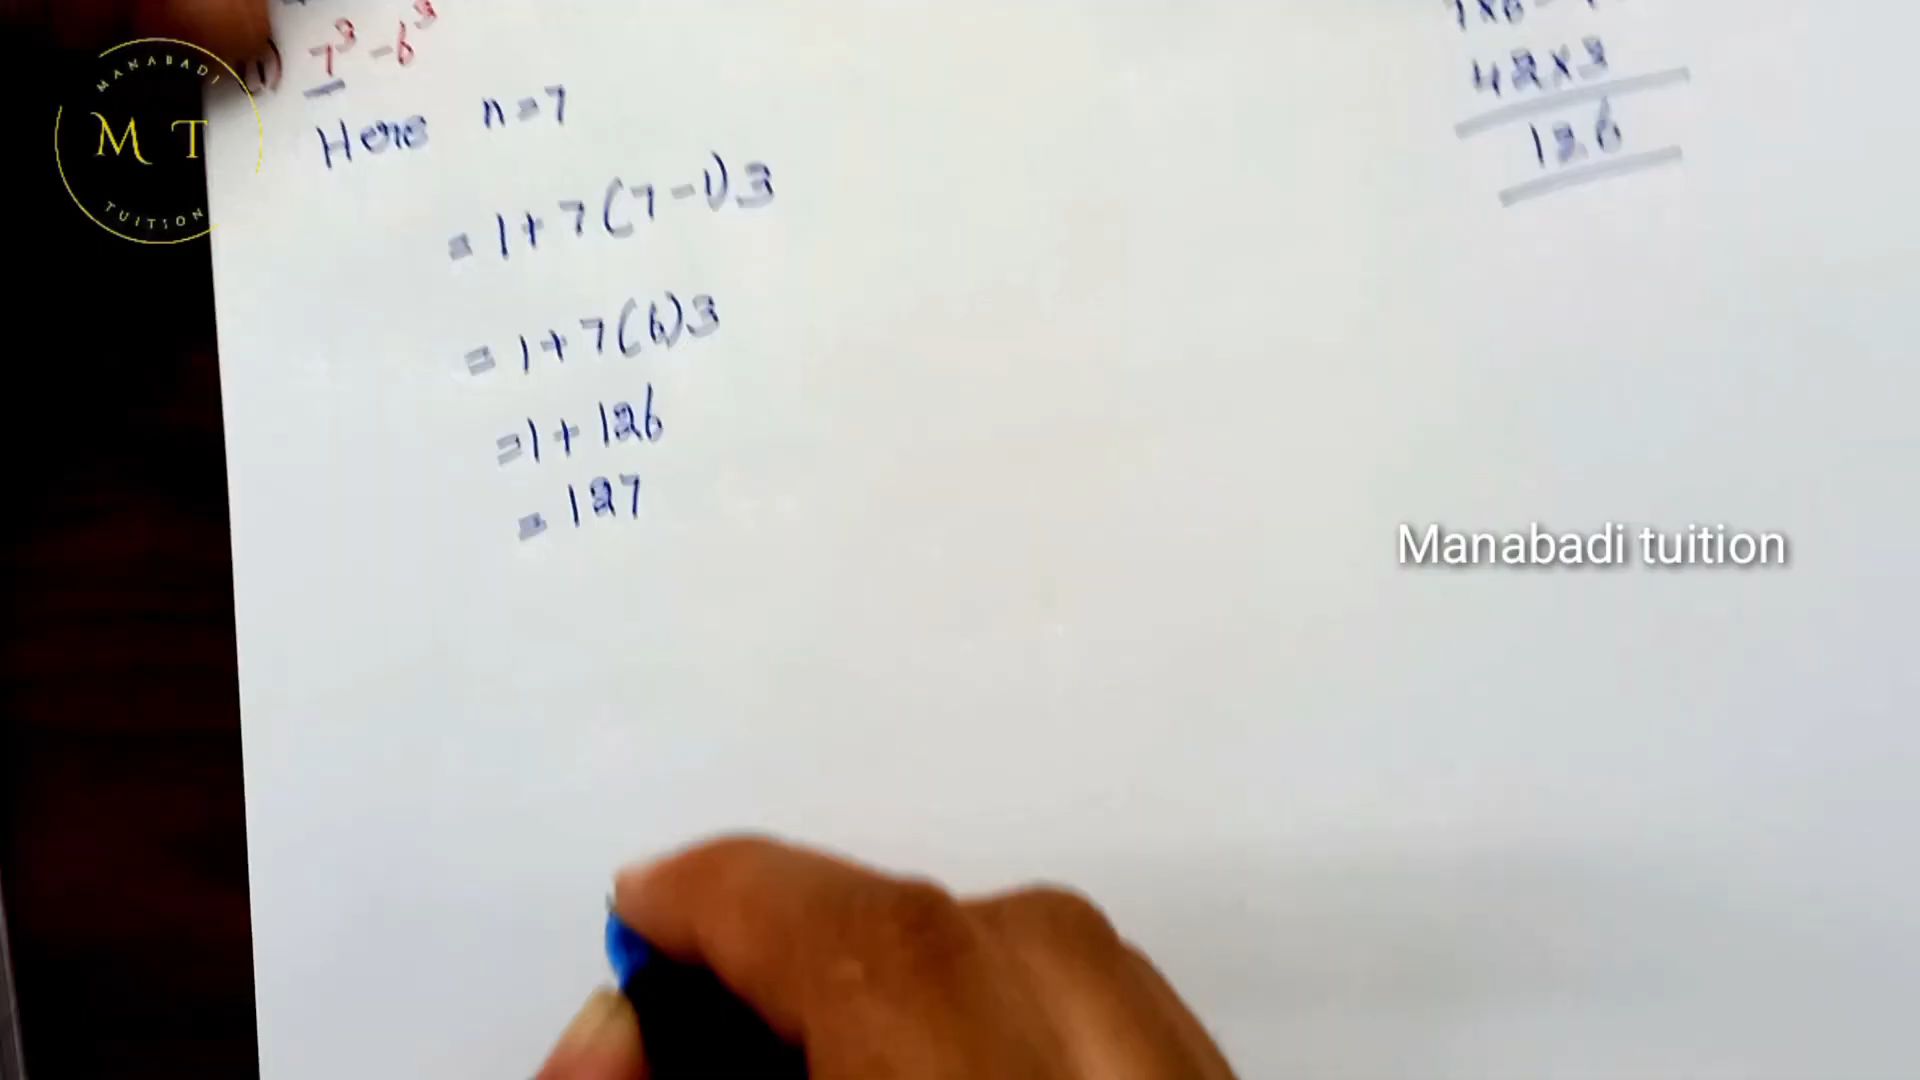 7³ - 6³
Here n = 7
= 1 + 7 (7 - 1) 3
= 1 + 7 (6) 3
= 1 + 126
= 127
42 x 3
126
MANABADI
M T
TUITION
Manabadi tuition